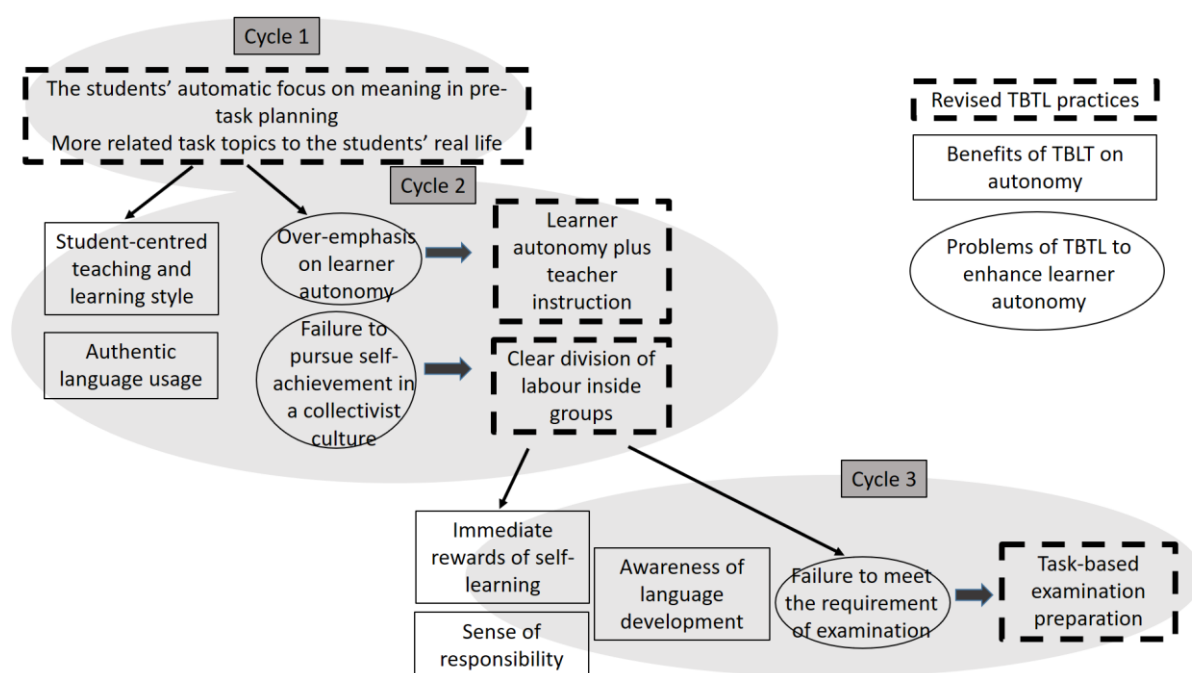 Cycle 1
The students’ automatic focus on meaning in pre-
task planning
More related task topics to the students’ real life
Revised TBTL practices
Benefits of TBLT on
autonomy
Problems of TBTL to
enhance learner
autonomy
Cycle 2
Student-centred
teaching and
learning style
Authentic
language usage
Over-emphasis
on learner
autonomy
Failure to
pursue self-
achievement in
a collectivist
culture
Learner
autonomy plus
teacher
instruction
Clear division of
labour inside
groups
Cycle 3
Immediate
rewards of self-
learning
Sense of
responsibility
Awareness of
language
development
Failure to meet
the requirement
of examination
Task-based
examination
preparation